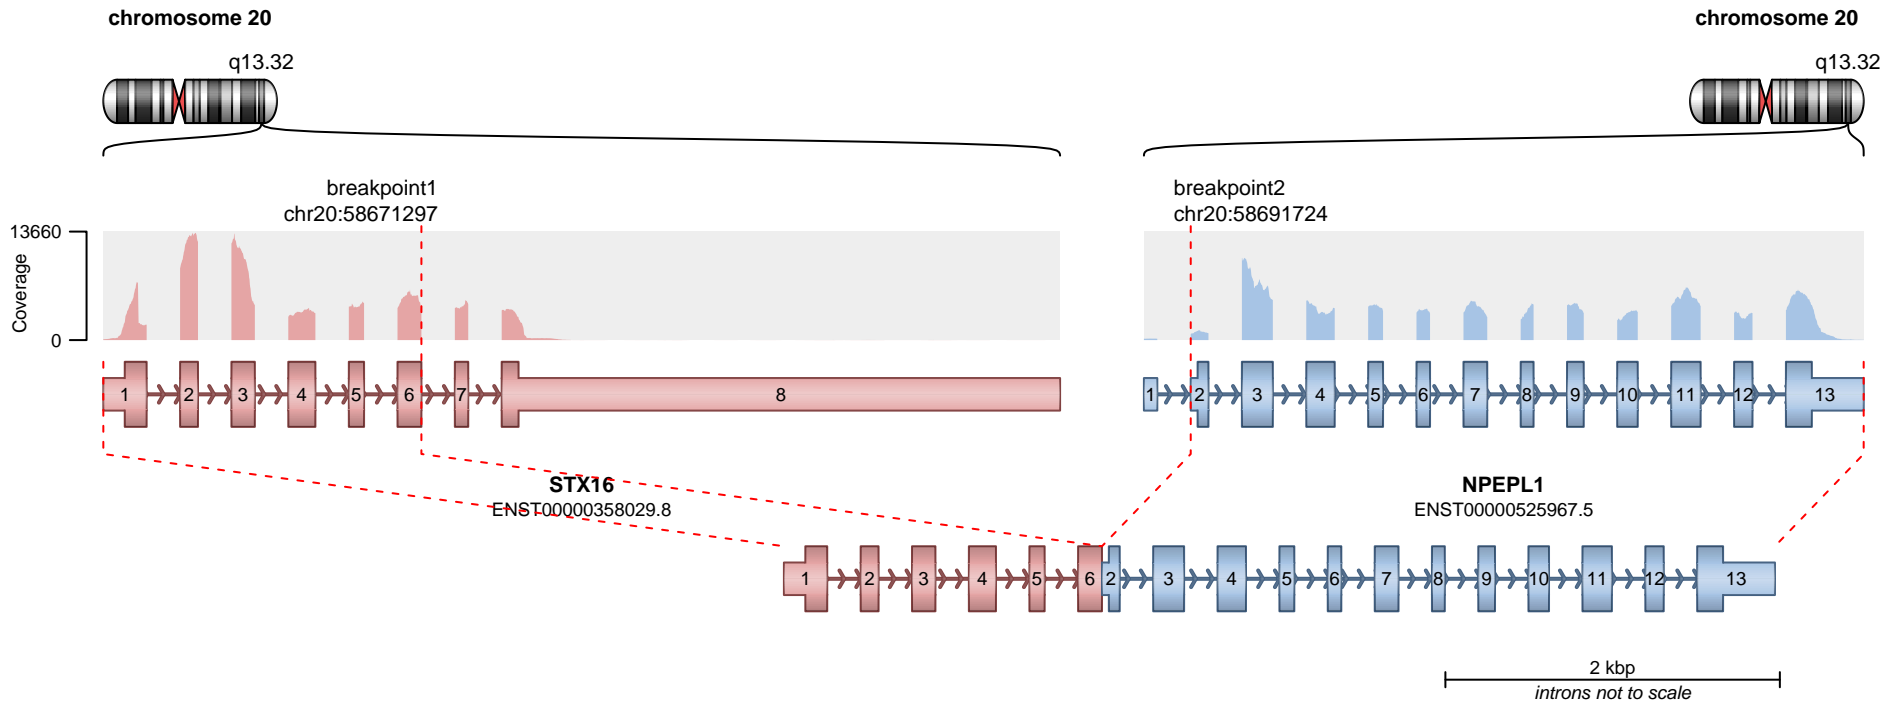 chromosome 20
chromosome 20
q13.32
q13.32
breakpoint1
chr20:58671297
breakpoint2
chr20:58691724
13660
Coverage
0
1 2 3 4 5 6 7 8
1 2 3 4 5 6 7 8 9 10 11 12 13
STX16
ENST00000358029.8
NPEPL1
ENST00000525967.5
1 2 3 4 5 6 2 3 4 5 6 7 8 9 10 11 12 13
2 kbp
introns not to scale